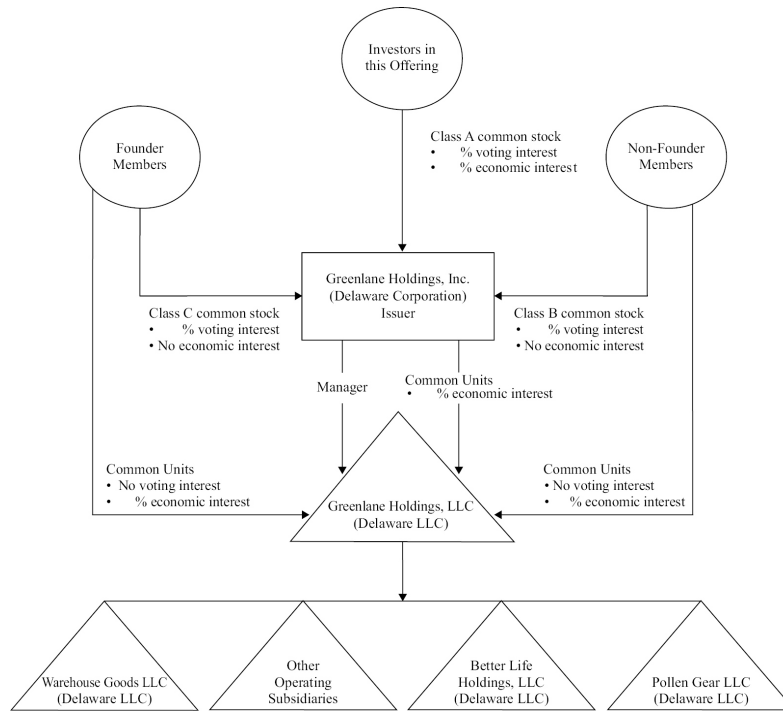 Investors in
this Offering
Founder
Members
Class A common stock
• % voting interest
• % economic interest
Non-Founder
Members
Greenlane Holdings, Inc.
(Delaware Corporation)
Issuer
Class C common stock
• % voting interest
• No economic interest
Class B common stock
• % voting interest
• No economic interest
Manager
Common Units
• % economic interest
Common Units
• No voting interest
• % economic interest
Greenlane Holdings, LLC
(Delaware LLC)
Common Units
• No voting interest
• % economic interest
Warehouse Goods LLC
(Delaware LLC)
Other
Operating
Subsidiaries
Better Life
Holdings, LLC
(Delaware LLC)
Pollen Gear LLC
(Delaware LLC)